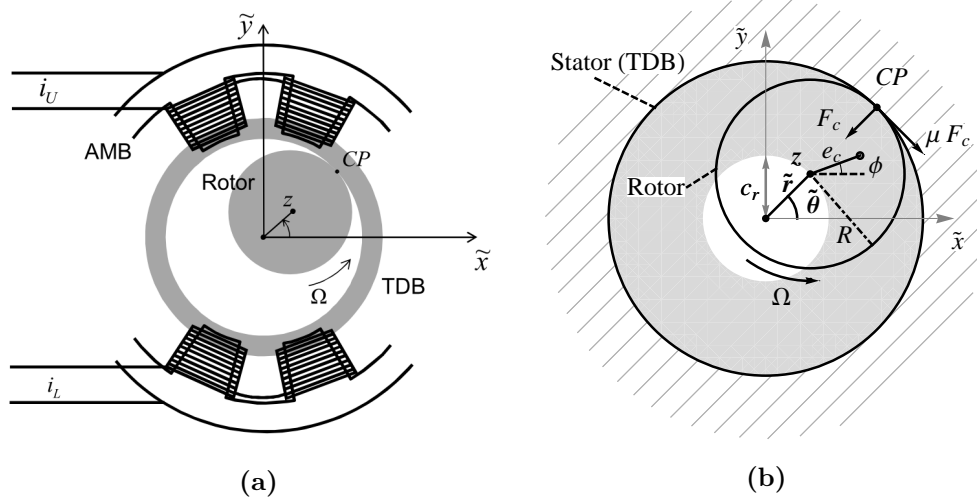 ỹ
i_U
AMB
Rotor
CP
z
x̃
Ω
TDB
i_L
(a)
ỹ
Stator (TDB)
CP
F_c
μ F_c
z
e_c
ϕ
Rotor
c_r
r̃
θ̃
R
x̃
Ω
(b)